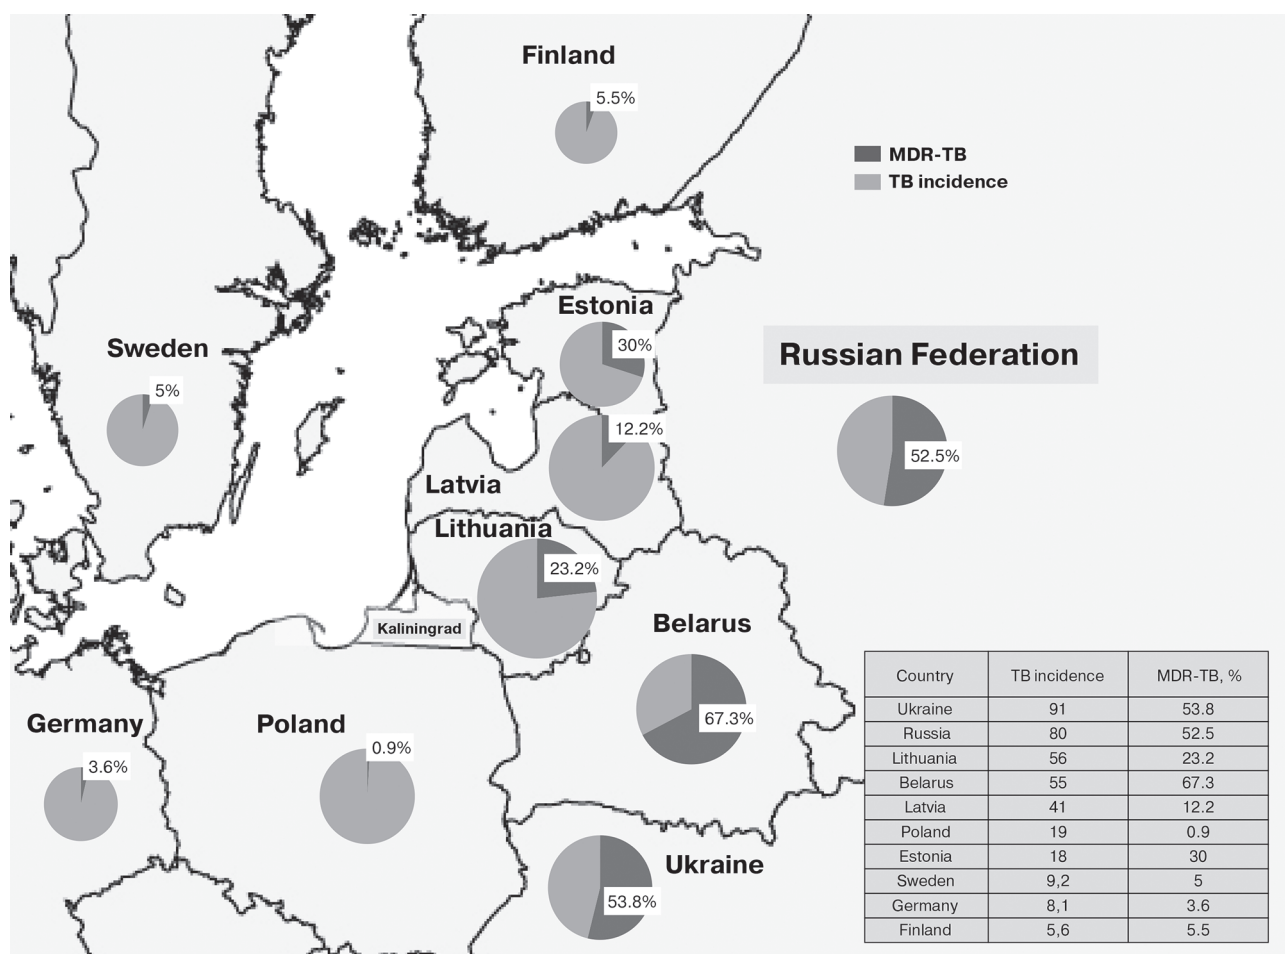 Finland
5.5%
MDR-TB
TB incidence
Estonia
30%
Sweden
5%
Russian Federation
52.5%
12.2%
Latvia
Lithuania
23.2%
Kaliningrad
Belarus
67.3%
Germany
3.6%
Poland
0.9%
Ukraine
53.8%
Country TB incidence MDR-TB, %
Ukraine 91 53.8
Russia 80 52.5
Lithuania 56 23.2
Belarus 55 67.3
Latvia 41 12.2
Poland 19 0.9
Estonia 18 30
Sweden 9,2 5
Germany 8,1 3.6
Finland 5,6 5.5